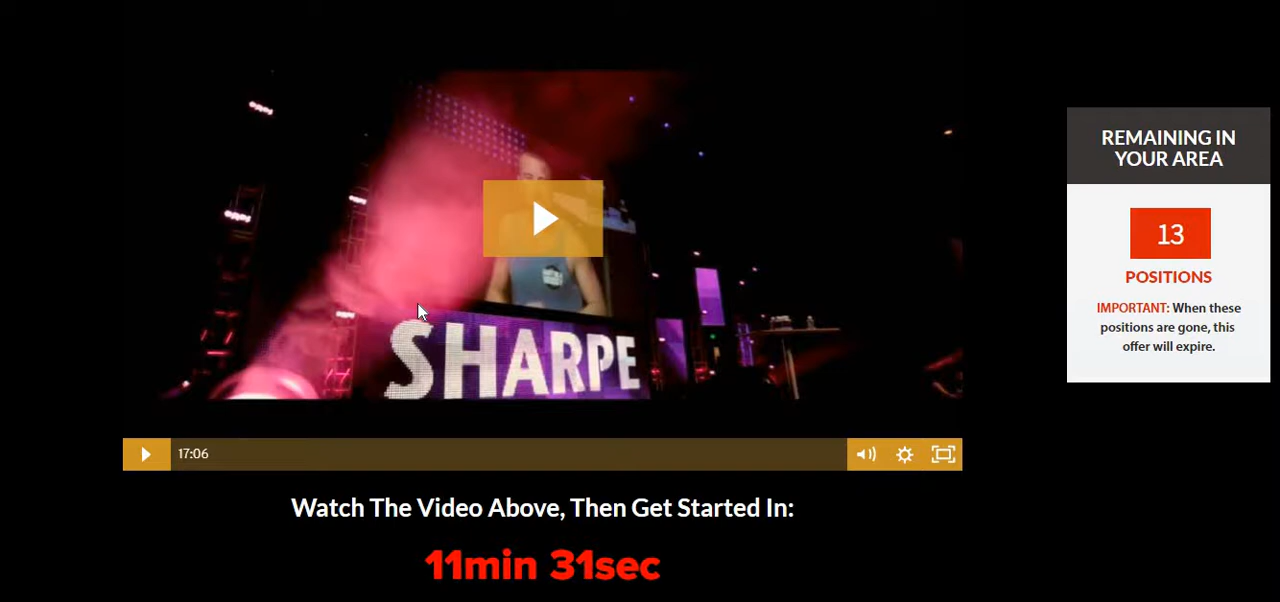 SHARPE
17:06
Watch The Video Above, Then Get Started In:
11min 31sec
REMAINING IN
YOUR AREA
13
POSITIONS
IMPORTANT: When these
positions are gone, this
offer will expire.